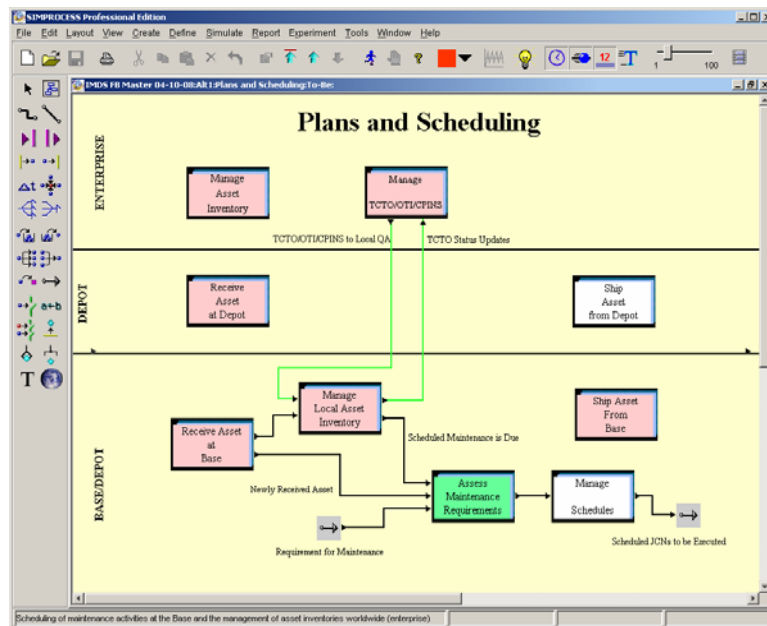 SIMPROCESS Professional Edition
File Edit Layout View Create Define Simulate Report Experiment Tools Window Help
12
T
1
100
IMDS FB Master 04-10-08:Alt1:Plans and Scheduling:To-Be:
Plans and Scheduling
ENTERPRISE
Manage
Asset
Inventory
Manage
TCTO/OTI/CPINS
TCTO/OTI/CPINS to Local QA
TCTO Status Updates
DEPOT
Receive
Asset
at Depot
Ship
Asset
from Depot
BASE/DEPOT
Manage
Local Asset
Inventory
Ship Asset
From
Base
Receive Asset
at
Base
Scheduled Maintenance is Due
Newly Received Asset
Assess
Maintenance
Requirements
Manage
Schedules
Requirement for Maintenance
Scheduled JCNs to be Executed
Δt
a+b
T
Scheduling of maintenance activities at the Base and the management of asset inventories worldwide (enterprise)